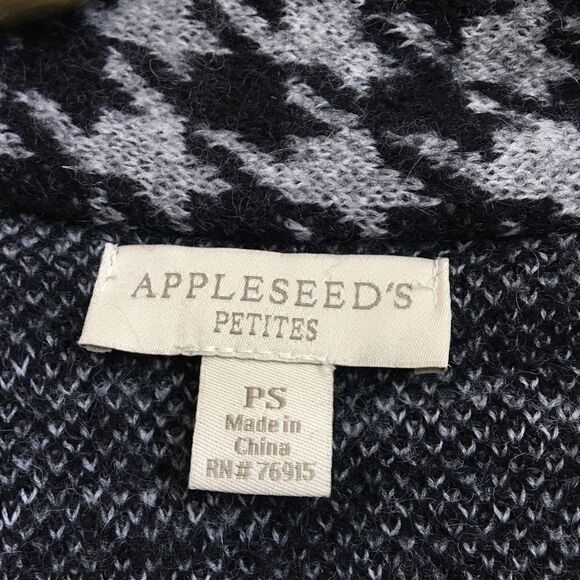 APPLESEED'S
PETITES
PS
Made in
China
RN# 76915